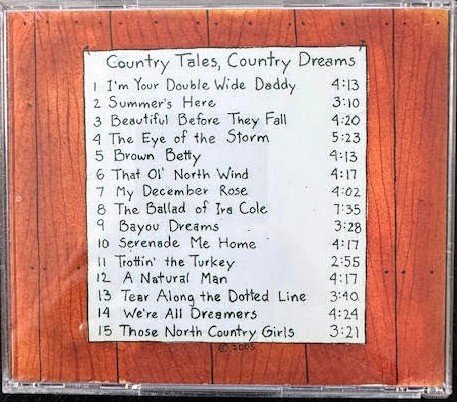 Country Tales, Country Dreams
1 I'm Your Double Wide Daddy 4:13
2 Summer's Here 3:10
3 Beautiful Before They Fall 4:20
4 The Eye of the Storm 5:23
5 Brown Betty 4:13
6 That Ol' North Wind 4:17
7 My December Rose 4:02
8 The Ballad of Ira Cole 7:35
9 Bayou Dreams 3:28
10 Serenade Me Home 4:17
11 Trottin' the Turkey 2:55
12 A Natural Man 4:17
13 Tear Along the Dotted Line 3:40
14 We're All Dreamers 4:24
15 Those North Country Girls 3:21
© 2005